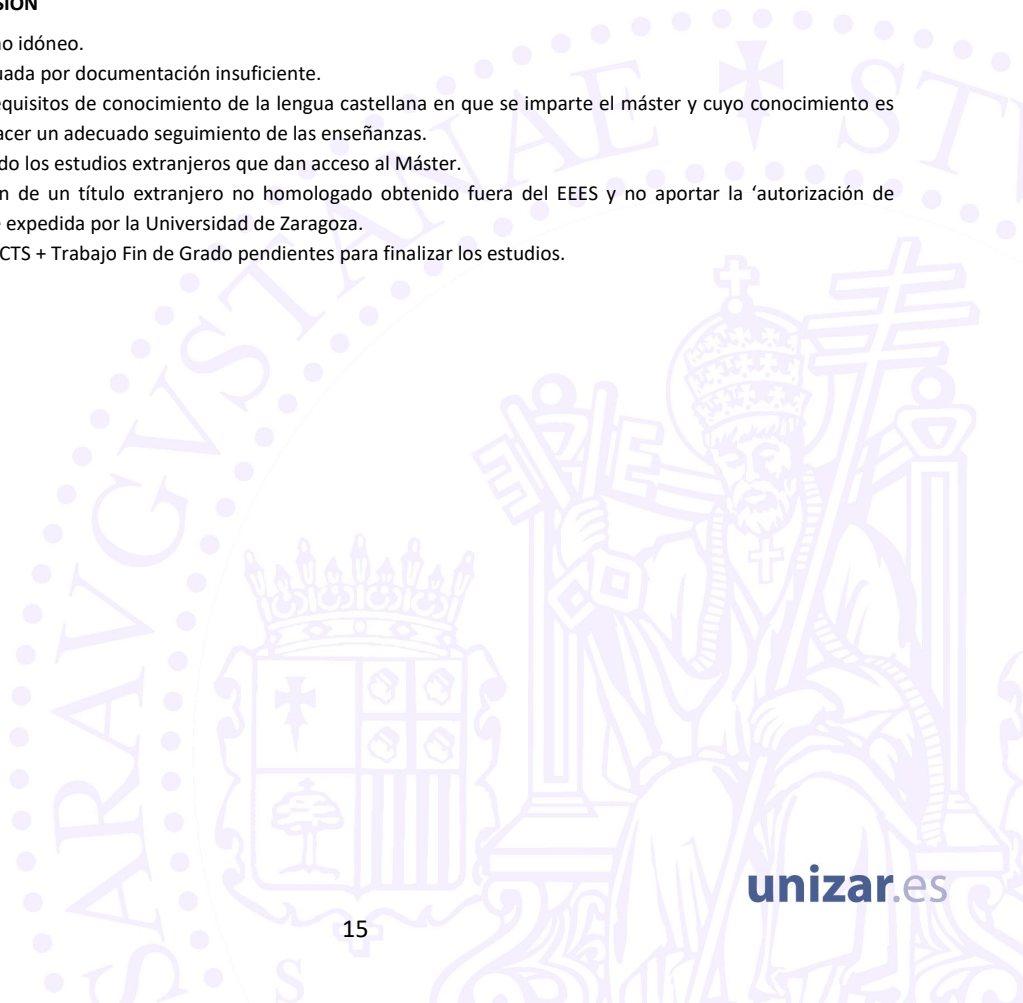 SIÓN
no idóneo.
uada por documentación insuficiente.
equisitos de conocimiento de la lengua castellana en que se imparte el máster y cuyo conocimiento es
acer un adecuado seguimiento de las enseñanzas.
do los estudios extranjeros que dan acceso al Máster.
n de un título extranjero no homologado obtenido fuera del EEES y no aportar la ‘autorización de
expedida por la Universidad de Zaragoza.
CTS + Trabajo Fin de Grado pendientes para finalizar los estudios.
SARAVGVSTANAE ST
unizar.es
15